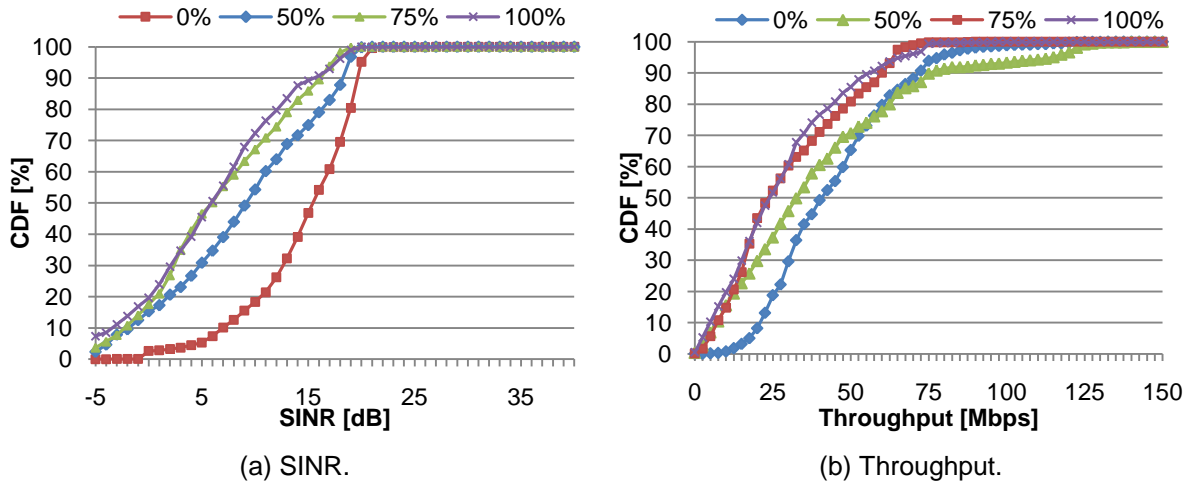 0% 50% 75% 100%
100
90
80
70
60
50
40
30
20
10
0
CDF [%]
-5 5 15 25 35
SINR [dB]
(a) SINR.
0% 50% 75% 100%
100
90
80
70
60
50
40
30
20
10
0
CDF [%]
0 25 50 75 100 125 150
Throughput [Mbps]
(b) Throughput.